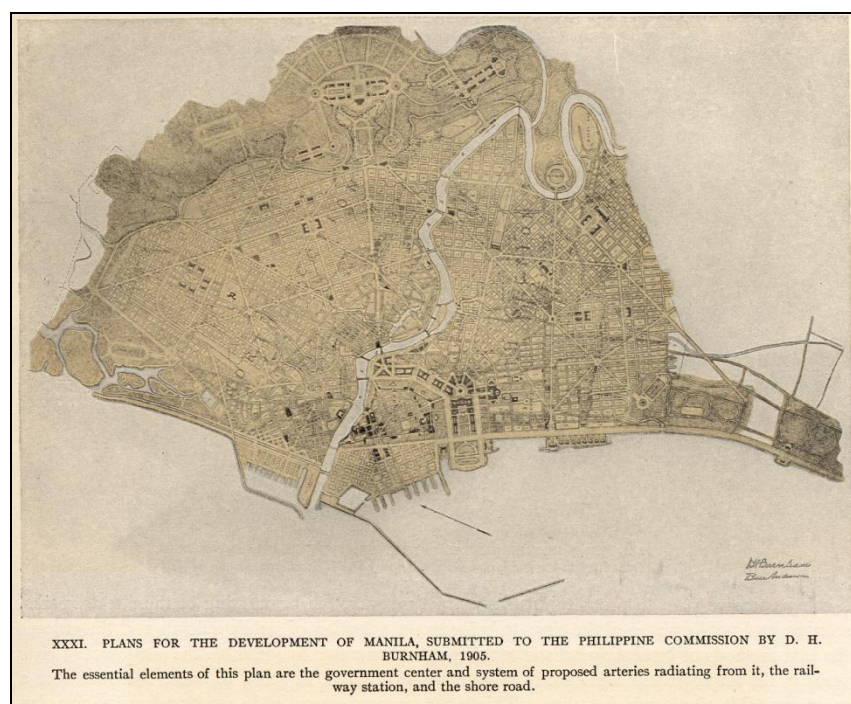 XXXI. PLANS FOR THE DEVELOPMENT OF MANILA, SUBMITTED TO THE PHILIPPINE COMMISSION BY D. H.
BURNHAM, 1905.
The essential elements of this plan are the government center and system of proposed arteries radiating from it, the rail-
way station, and the shore road.